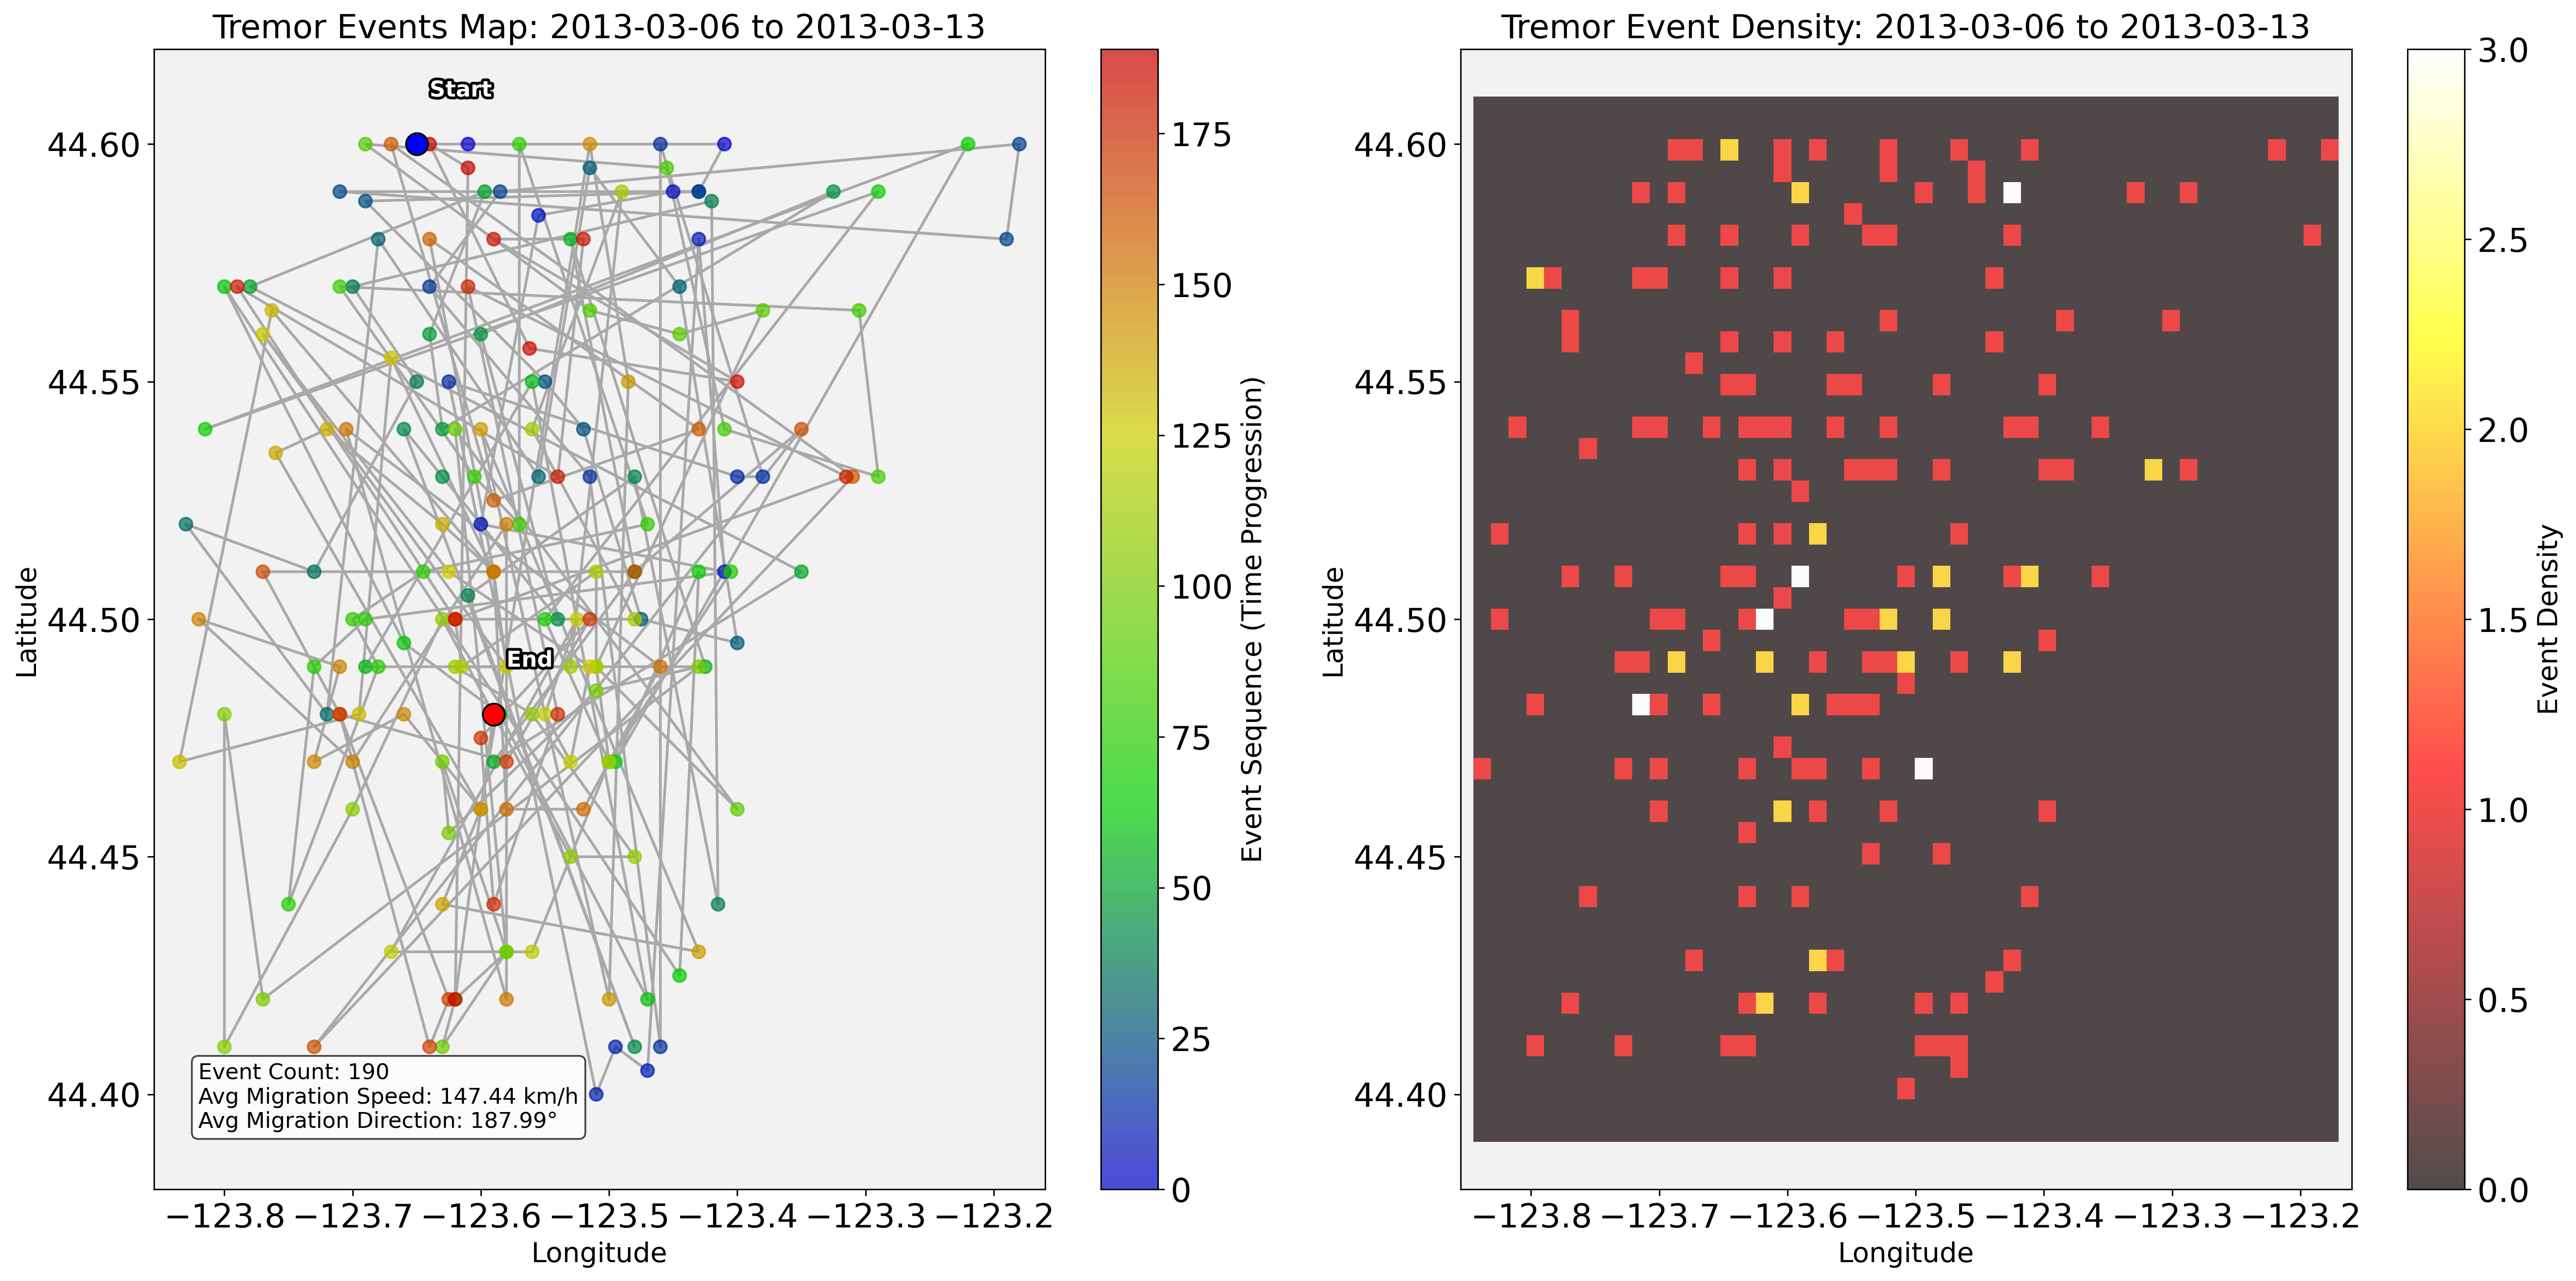 Tremor Events Map: 2013-03-06 to 2013-03-13
Start
End
44.60
44.55
44.50
44.45
44.40
Latitude
Event Count: 190
Avg Migration Speed: 147.44 km/h
Avg Migration Direction: 187.99°
−123.8 −123.7 −123.6 −123.5 −123.4 −123.3 −123.2
Longitude
175
150
125
100
75
50
25
0
Event Sequence (Time Progression)
Tremor Event Density: 2013-03-06 to 2013-03-13
44.60
44.55
44.50
44.45
44.40
Latitude
−123.8 −123.7 −123.6 −123.5 −123.4 −123.3 −123.2
Longitude
3.0
2.5
2.0
1.5
1.0
0.5
0.0
Event Density